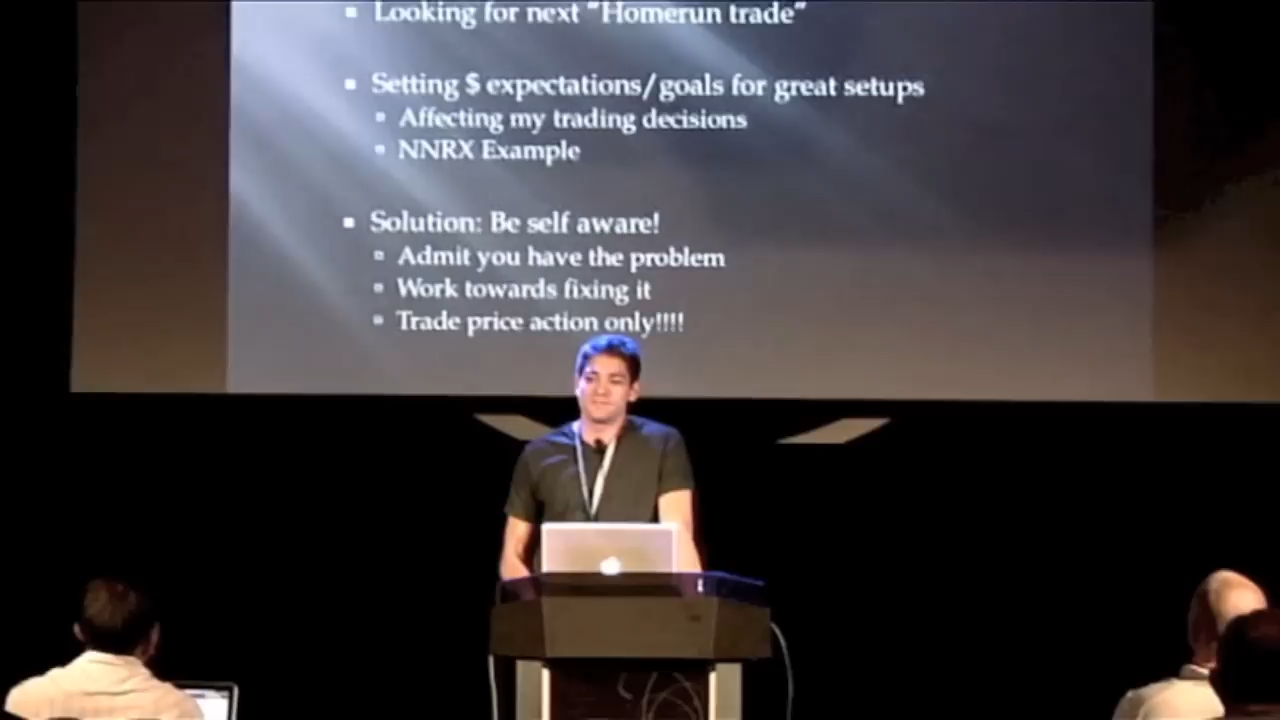 ▪ Looking for next "Homerun trade"
▪ Setting $ expectations/goals for great setups
▫ Affecting my trading decisions
▫ NNRX Example
▪ Solution: Be self aware!
▫ Admit you have the problem
▫ Work towards fixing it
▫ Trade price action only!!!!